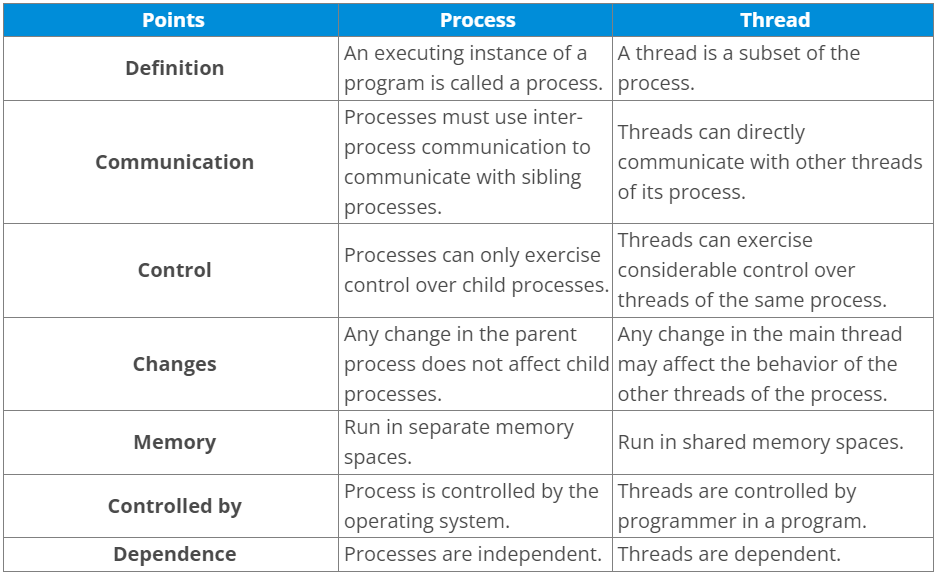 Points Process Thread
Definition
An executing instance of a
program is called a process.
A thread is a subset of the
process.
Communication
Processes must use inter-
process communication to
communicate with sibling
processes.
Threads can directly
communicate with other threads
of its process.
Control
Processes can only exercise
control over child processes.
Threads can exercise
considerable control over
threads of the same process.
Changes
Any change in the parent
process does not affect child
processes.
Any change in the main thread
may affect the behavior of the
other threads of the process.
Memory
Run in separate memory
spaces.
Run in shared memory spaces.
Controlled by
Process is controlled by the
operating system.
Threads are controlled by
programmer in a program.
Dependence
Processes are independent.
Threads are dependent.